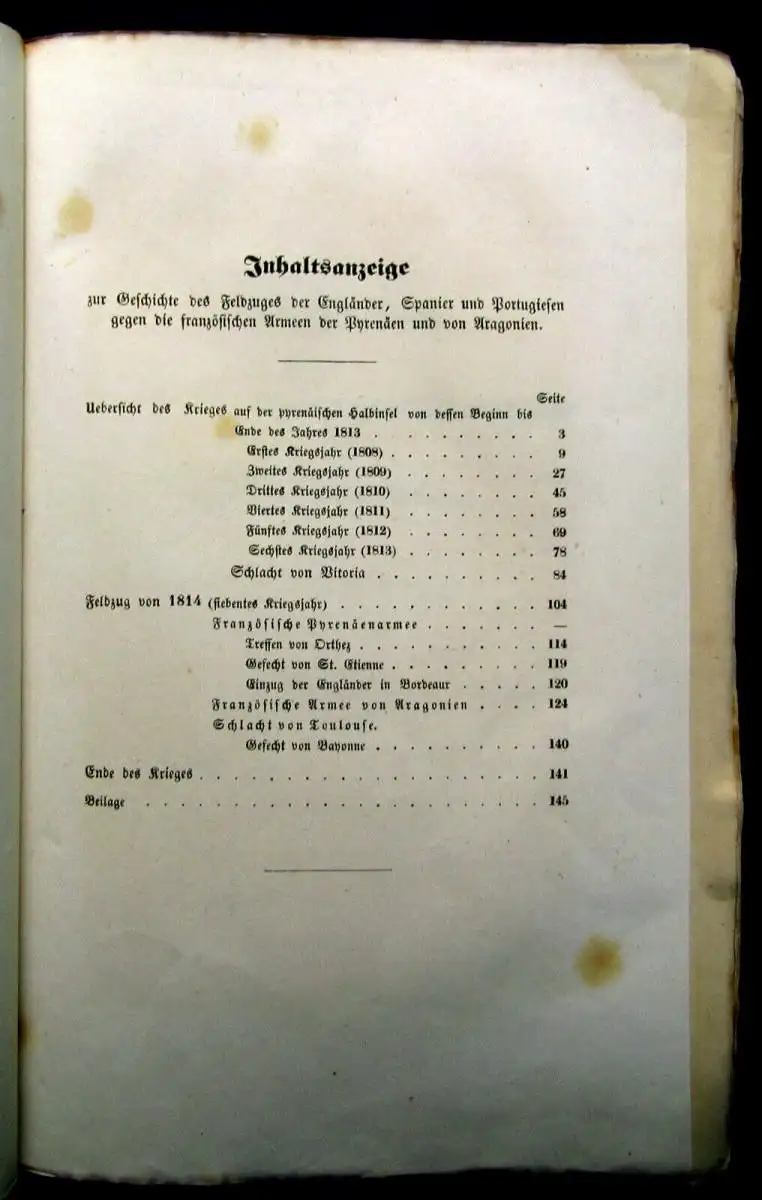 Inhaltsanzeige
zur Geschichte des Feldzuges der Engländer, Spanier und Portugiesen
gegen die französischen Armeen der Pyrenäen und von Aragonien.
Seite
Uebersicht des Krieges auf der pyrenäischen Halbinsel von dessen Beginn bis
Ende des Jahres 1813 . . . . . . . . . 3
Erstes Kriegsjahr (1808) . . . . . . . . 9
Zweites Kriegsjahr (1809) . . . . . . . 27
Drittes Kriegsjahr (1810) . . . . . . . 45
Viertes Kriegsjahr (1811) . . . . . . . 58
Fünftes Kriegsjahr (1812) . . . . . . . 69
Sechstes Kriegsjahr (1813) . . . . . . . 78
Schlacht von Vitoria . . . . . . . . . 84
Feldzug von 1814 (siebentes Kriegsjahr) . . . . . . . . . . . 104
Französische Pyrenäenarmee . . . . . . . —
Treffen von Orthez . . . . . . . . . . 114
Gefecht von St. Etienne . . . . . . . . 119
Einzug der Engländer in Bordeaux . . . . . 120
Französische Armee von Aragonien . . . . 124
Schlacht von Toulouse.
Gefecht von Bayonne . . . . . . . . . 140
Ende des Krieges . . . . . . . . . . . . . . . . . . 141
Beilage . . . . . . . . . . . . . . . . . . . . 145